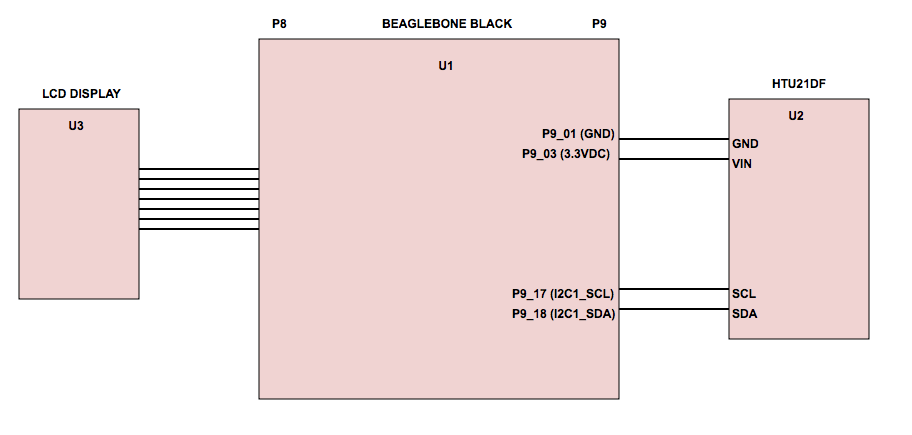 P8
BEAGLEBONE BLACK
P9
U1
LCD DISPLAY
U3
HTU21DF
U2
P9_01 (GND)
P9_03 (3.3VDC)
GND
VIN
P9_17 (I2C1_SCL)
P9_18 (I2C1_SDA)
SCL
SDA